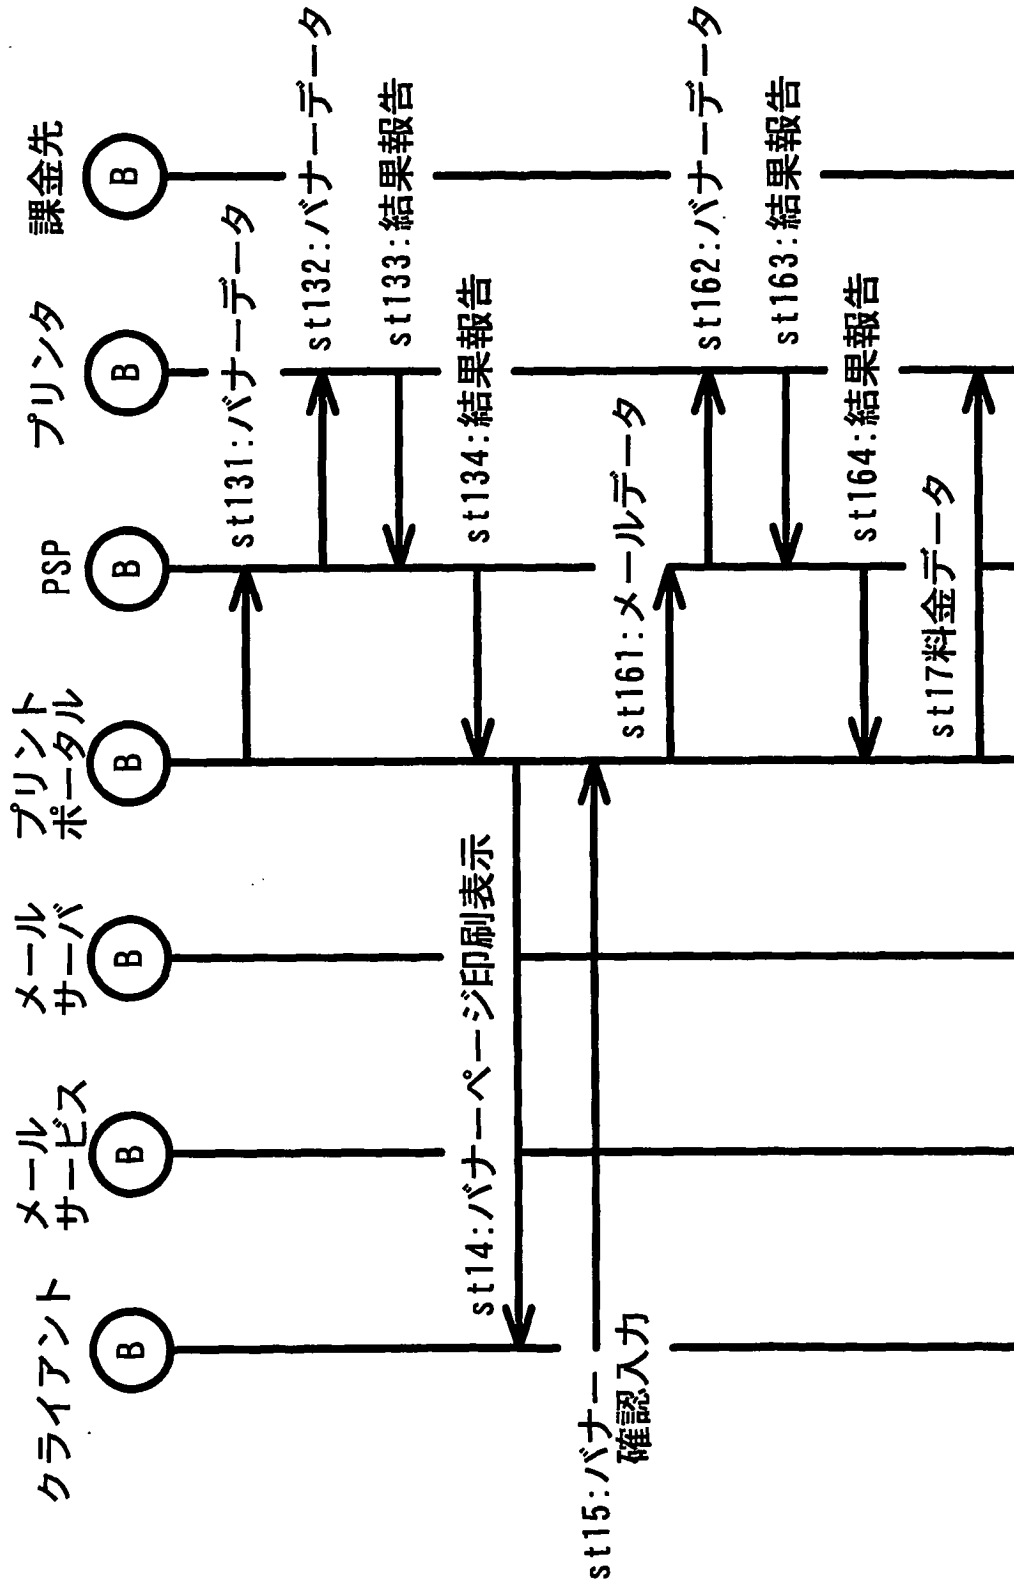 クライアント
メール
サービス
メール
サーバ
プリント
ポータル
PSP
プリンタ
課金先
B
B
B
B
B
B
B
st131:バナーデータ
st132:バナーデータ
st133:結果報告
st134:結果報告
st14:バナーページ印刷表示
st15:バナー
確認入力
st161:メールデータ
st162:バナーデータ
st163:結果報告
st164:結果報告
st17料金データ